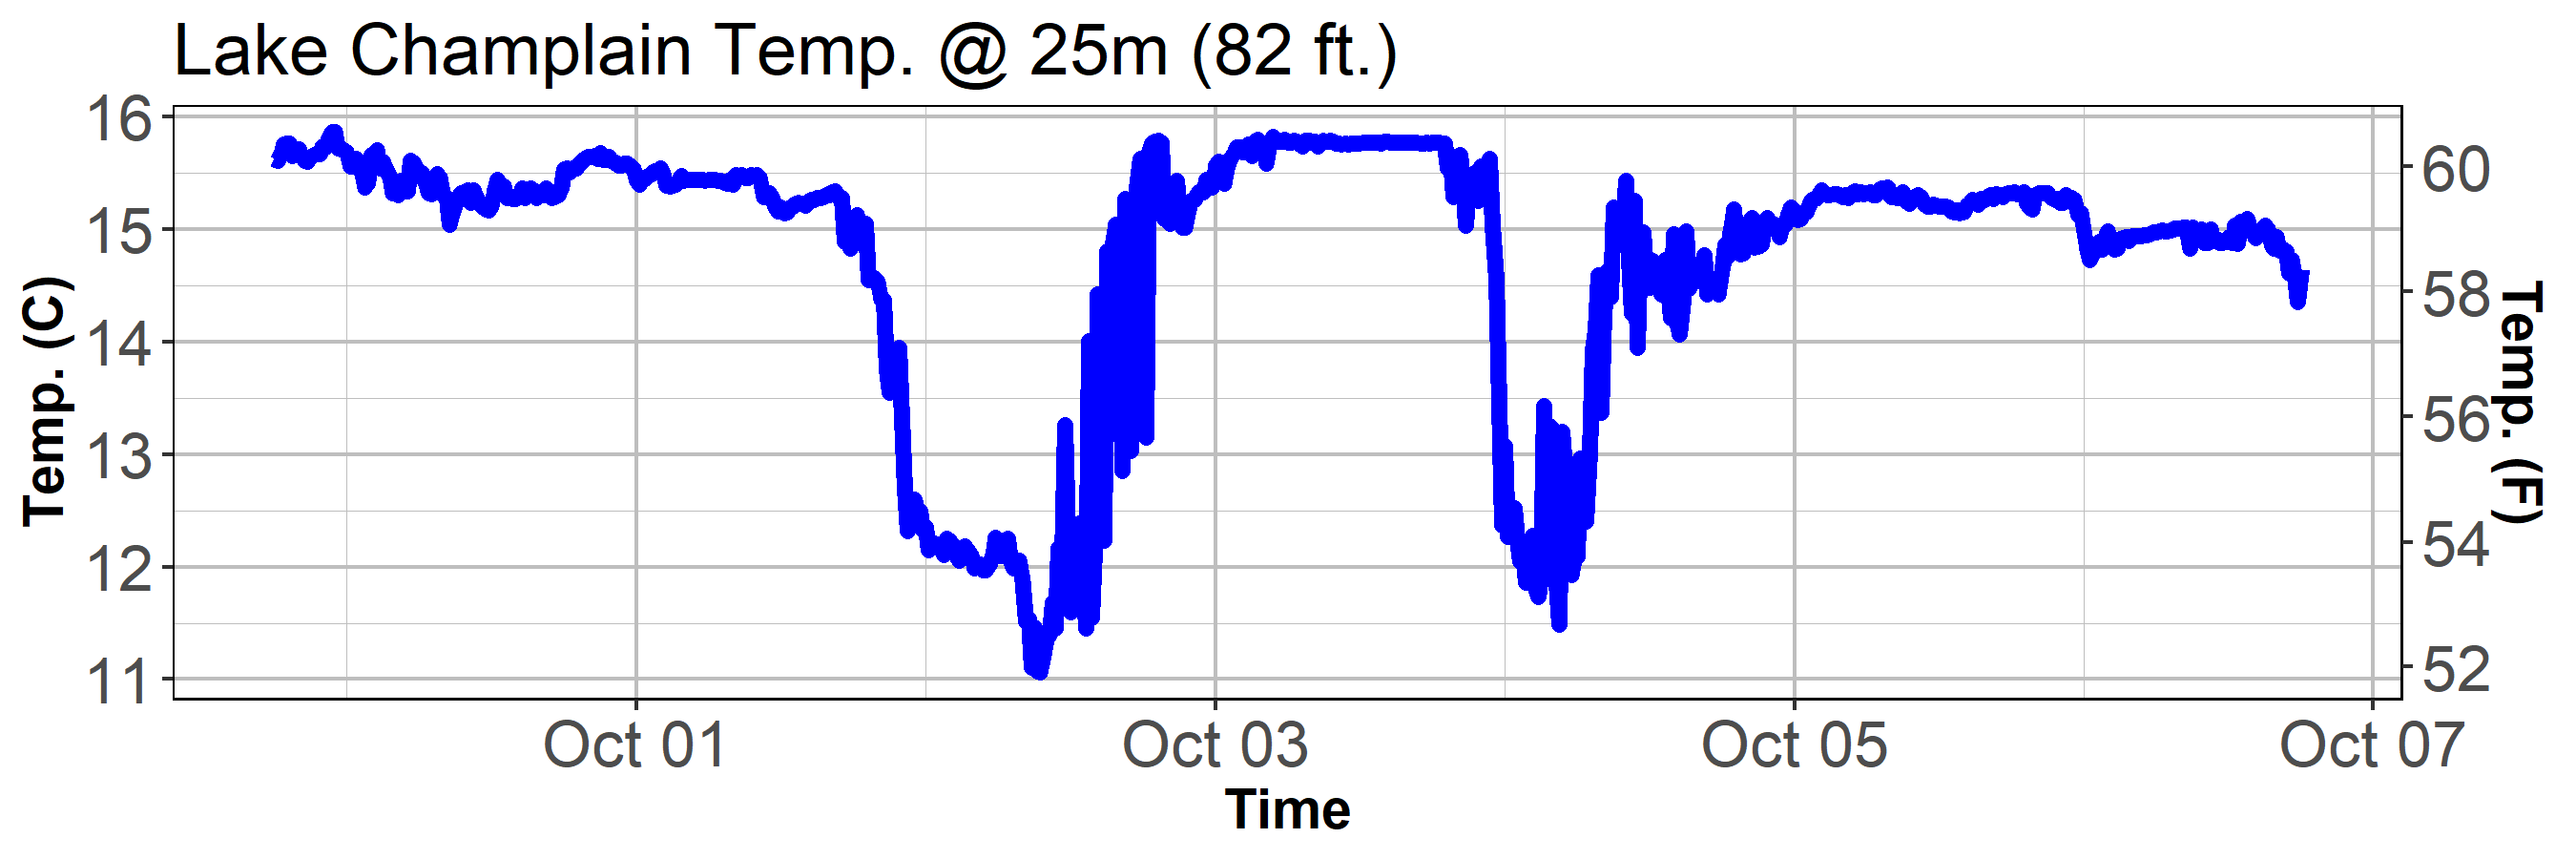 Lake Champlain Temp. @ 25m (82 ft.)
Temp. (C)
16
15
14
13
12
11
60
58
56
54
52
Temp. (F)
Oct 01 Oct 03 Oct 05 Oct 07
Time